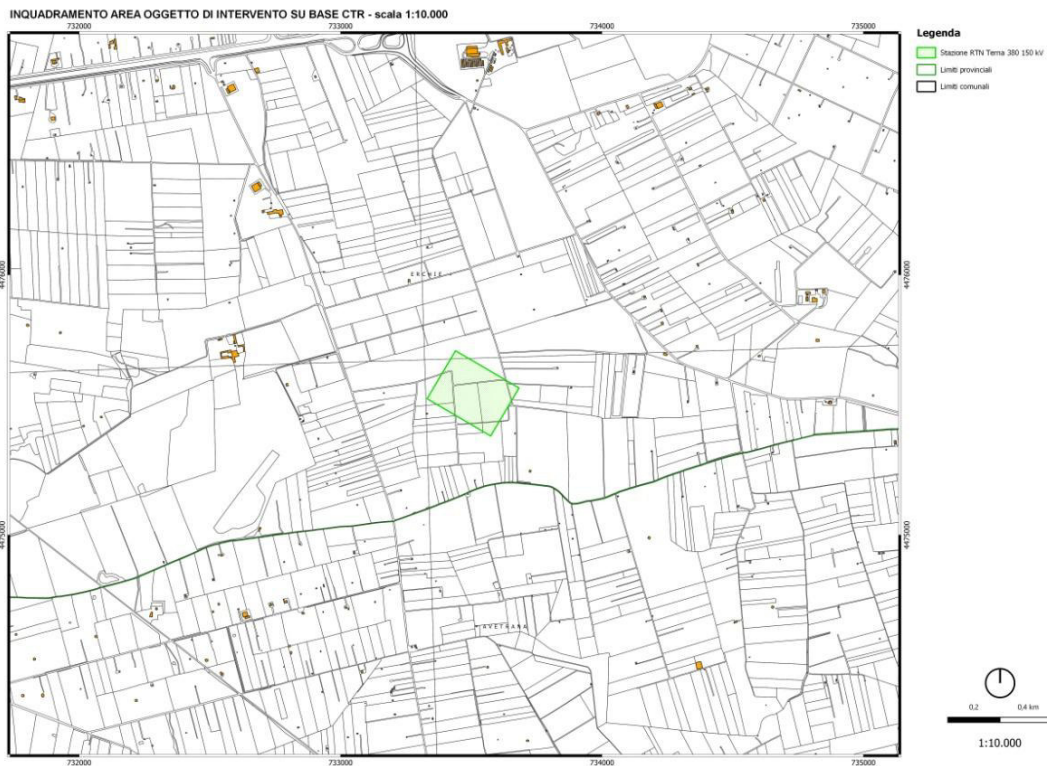 INQUADRAMENTO AREA OGGETTO DI INTERVENTO SU BASE CTR - scala 1:10.000
732000
733000
734000
735000
Legenda
Stazione RTN Terna 380 150 kV
Limiti provinciali
Limiti comunali
4476000
4476000
ERCHIE
4475000
4475000
AVETRANA
0,2
0,4 km
1:10.000
732000
733000
734000
735000